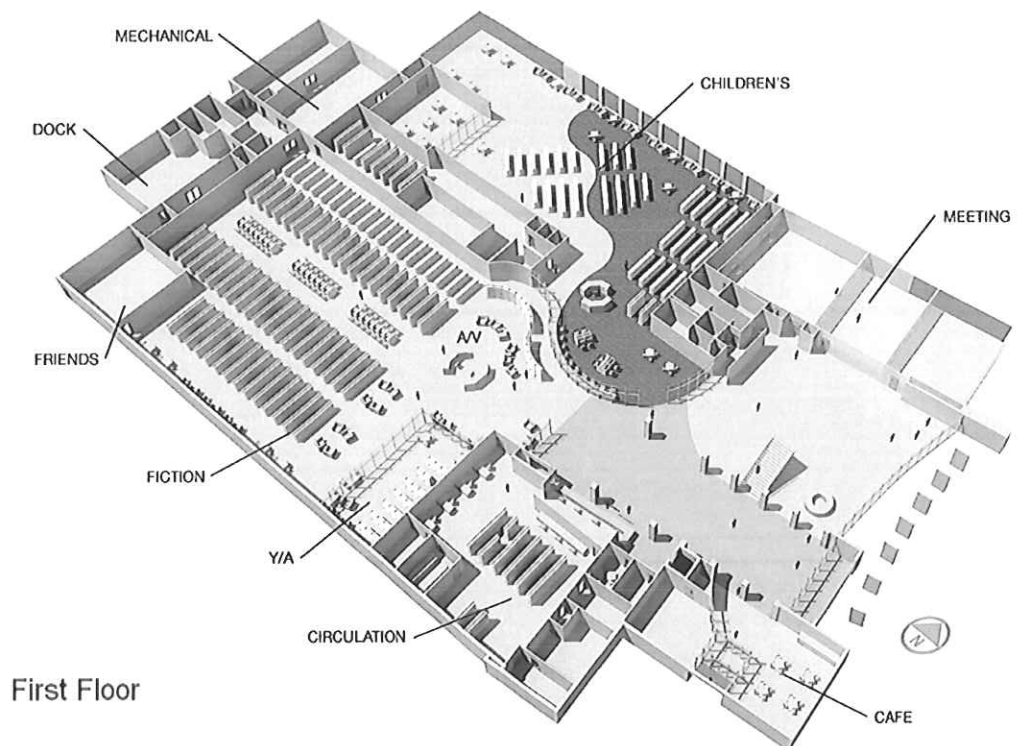 MECHANICAL
CHILDREN'S
DOCK
MEETING
A/V
FRIENDS
FICTION
Y/A
CIRCULATION
N
First Floor
CAFE